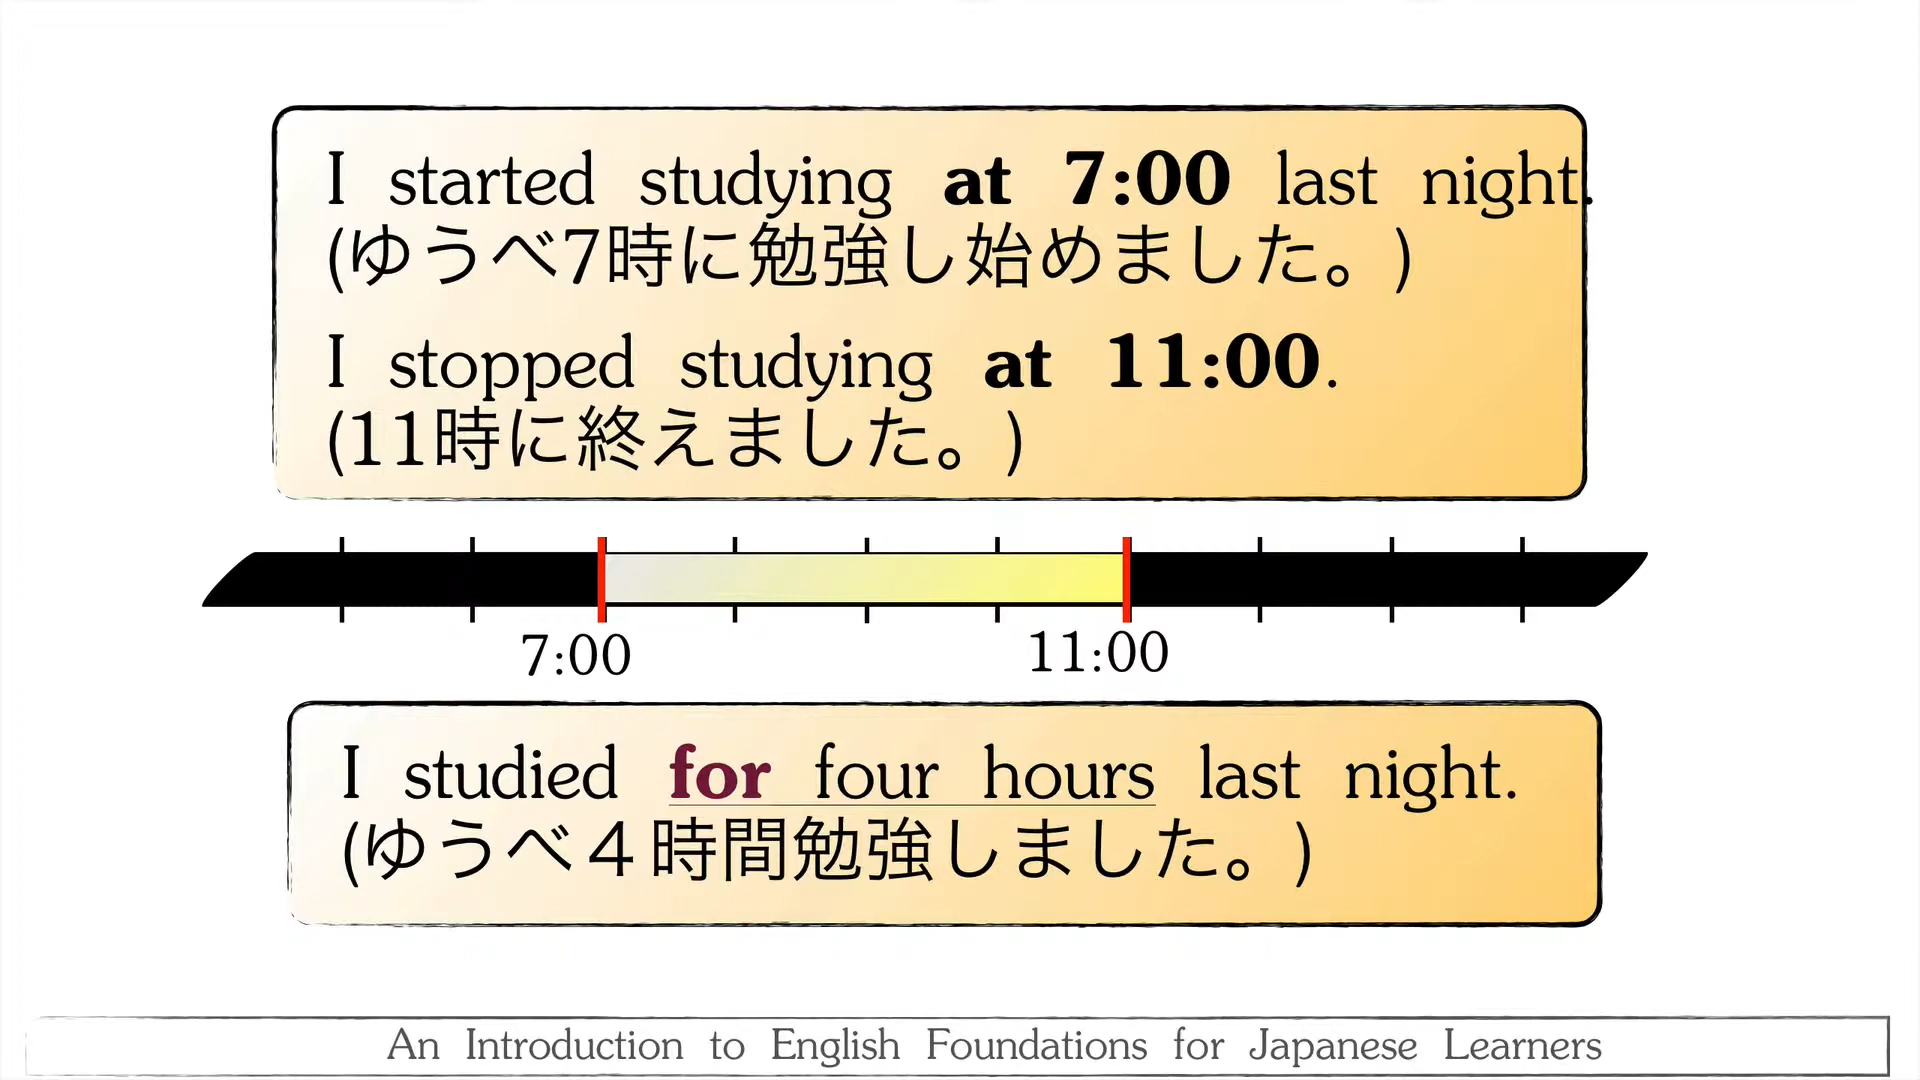 I started studying at 7:00 last night.
(ゆうべ7時に勉強し始めました。)
I stopped studying at 11:00.
(11時に終えました。)
7:00 11:00
I studied for four hours last night.
(ゆうべ４時間勉強しました。)
An Introduction to English Foundations for Japanese Learners